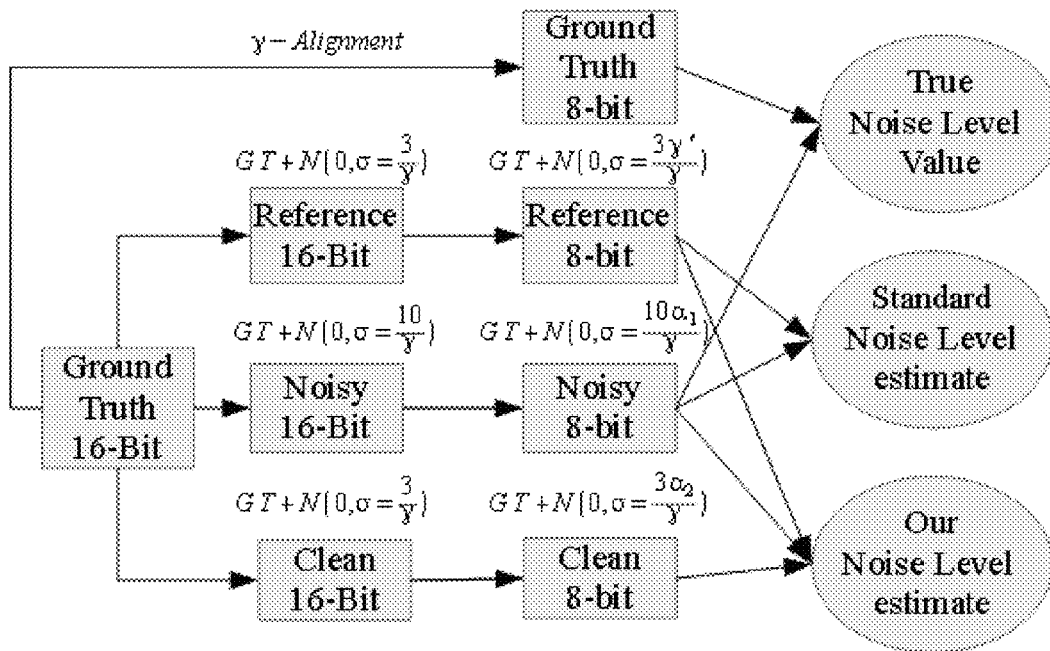 γ – Alignment
Ground
Truth
8-bit
True
Noise Level
Value
GT+N{0,σ=3/γ}
GT+N{0,σ=3γ′/γ}
Reference
16-Bit
Reference
8-bit
Standard
Noise Level
estimate
GT+N{0,σ=10/γ}
GT+N{0,σ=10α₁/γ}
Ground
Truth
16-Bit
Noisy
16-Bit
Noisy
8-bit
GT+N{0,σ=3/γ}
GT+N{0,σ=3α₂/γ}
Clean
16-Bit
Clean
8-bit
Our
Noise Level
estimate